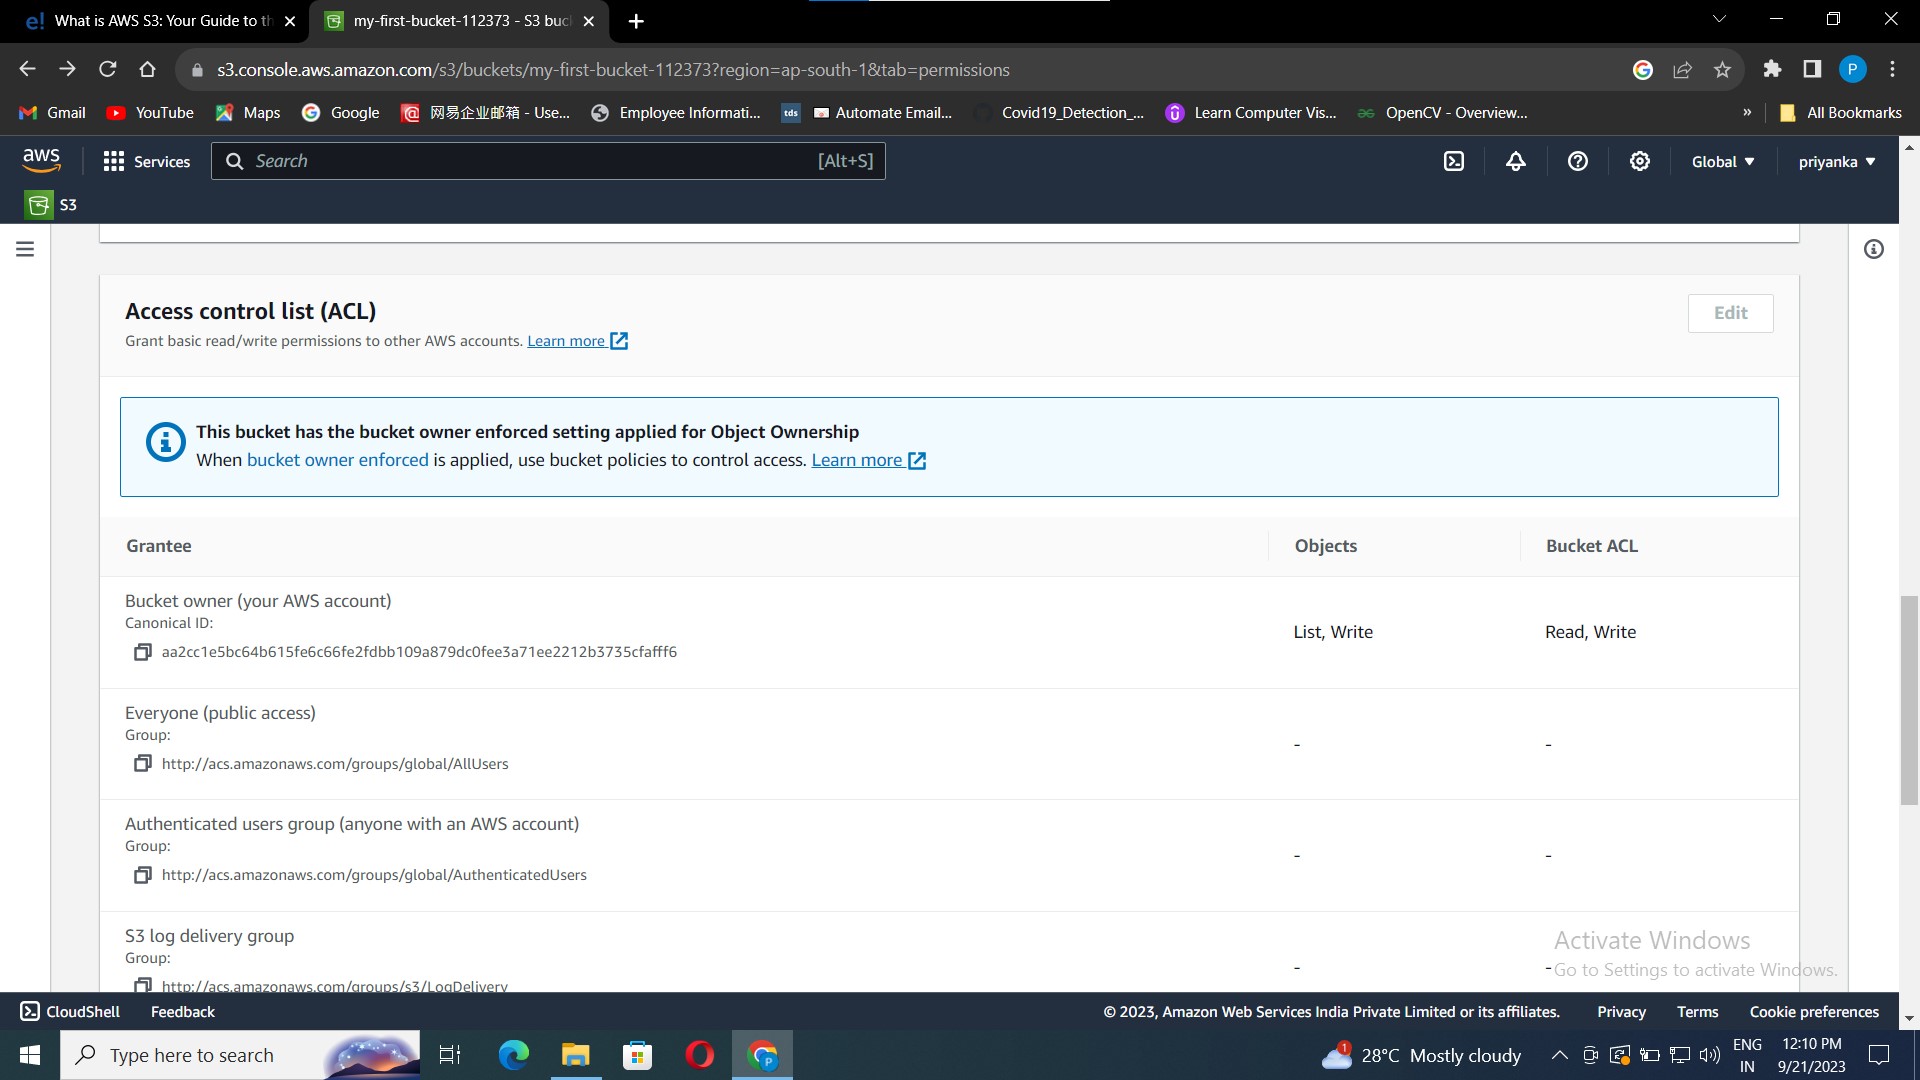 What is AWS S3: Your Guide to th
my-first-bucket-112373 - S3 buc
s3.console.aws.amazon.com/s3/buckets/my-first-bucket-112373?region=ap-south-1&tab=permissions
P
Gmail
YouTube
Maps
Google
网易企业邮箱 - Use...
Employee Informati...
tds
Automate Email...
Covid19_Detection_...
Learn Computer Vis...
OpenCV - Overview...
»
All Bookmarks
aws
Services
Search
[Alt+S]
Global
priyanka
S3
Access control list (ACL)
Edit
Grant basic read/write permissions to other AWS accounts. Learn more
This bucket has the bucket owner enforced setting applied for Object Ownership
When bucket owner enforced is applied, use bucket policies to control access. Learn more
Grantee
Objects
Bucket ACL
Bucket owner (your AWS account)
Canonical ID:
aa2cc1e5bc64b615fe6c66fe2fdbb109a879dc0fee3a71ee2212b3735cfafff6
List, Write
Read, Write
Everyone (public access)
Group:
http://acs.amazonaws.com/groups/global/AllUsers
-
-
Authenticated users group (anyone with an AWS account)
Group:
http://acs.amazonaws.com/groups/global/AuthenticatedUsers
-
-
S3 log delivery group
Group:
http://acs.amazonaws.com/groups/s3/LogDelivery
-
-
Activate Windows
Go to Settings to activate Windows.
CloudShell
Feedback
© 2023, Amazon Web Services India Private Limited or its affiliates.
Privacy
Terms
Cookie preferences
Type here to search
1
28°C Mostly cloudy
ENG
IN
12:10 PM
9/21/2023